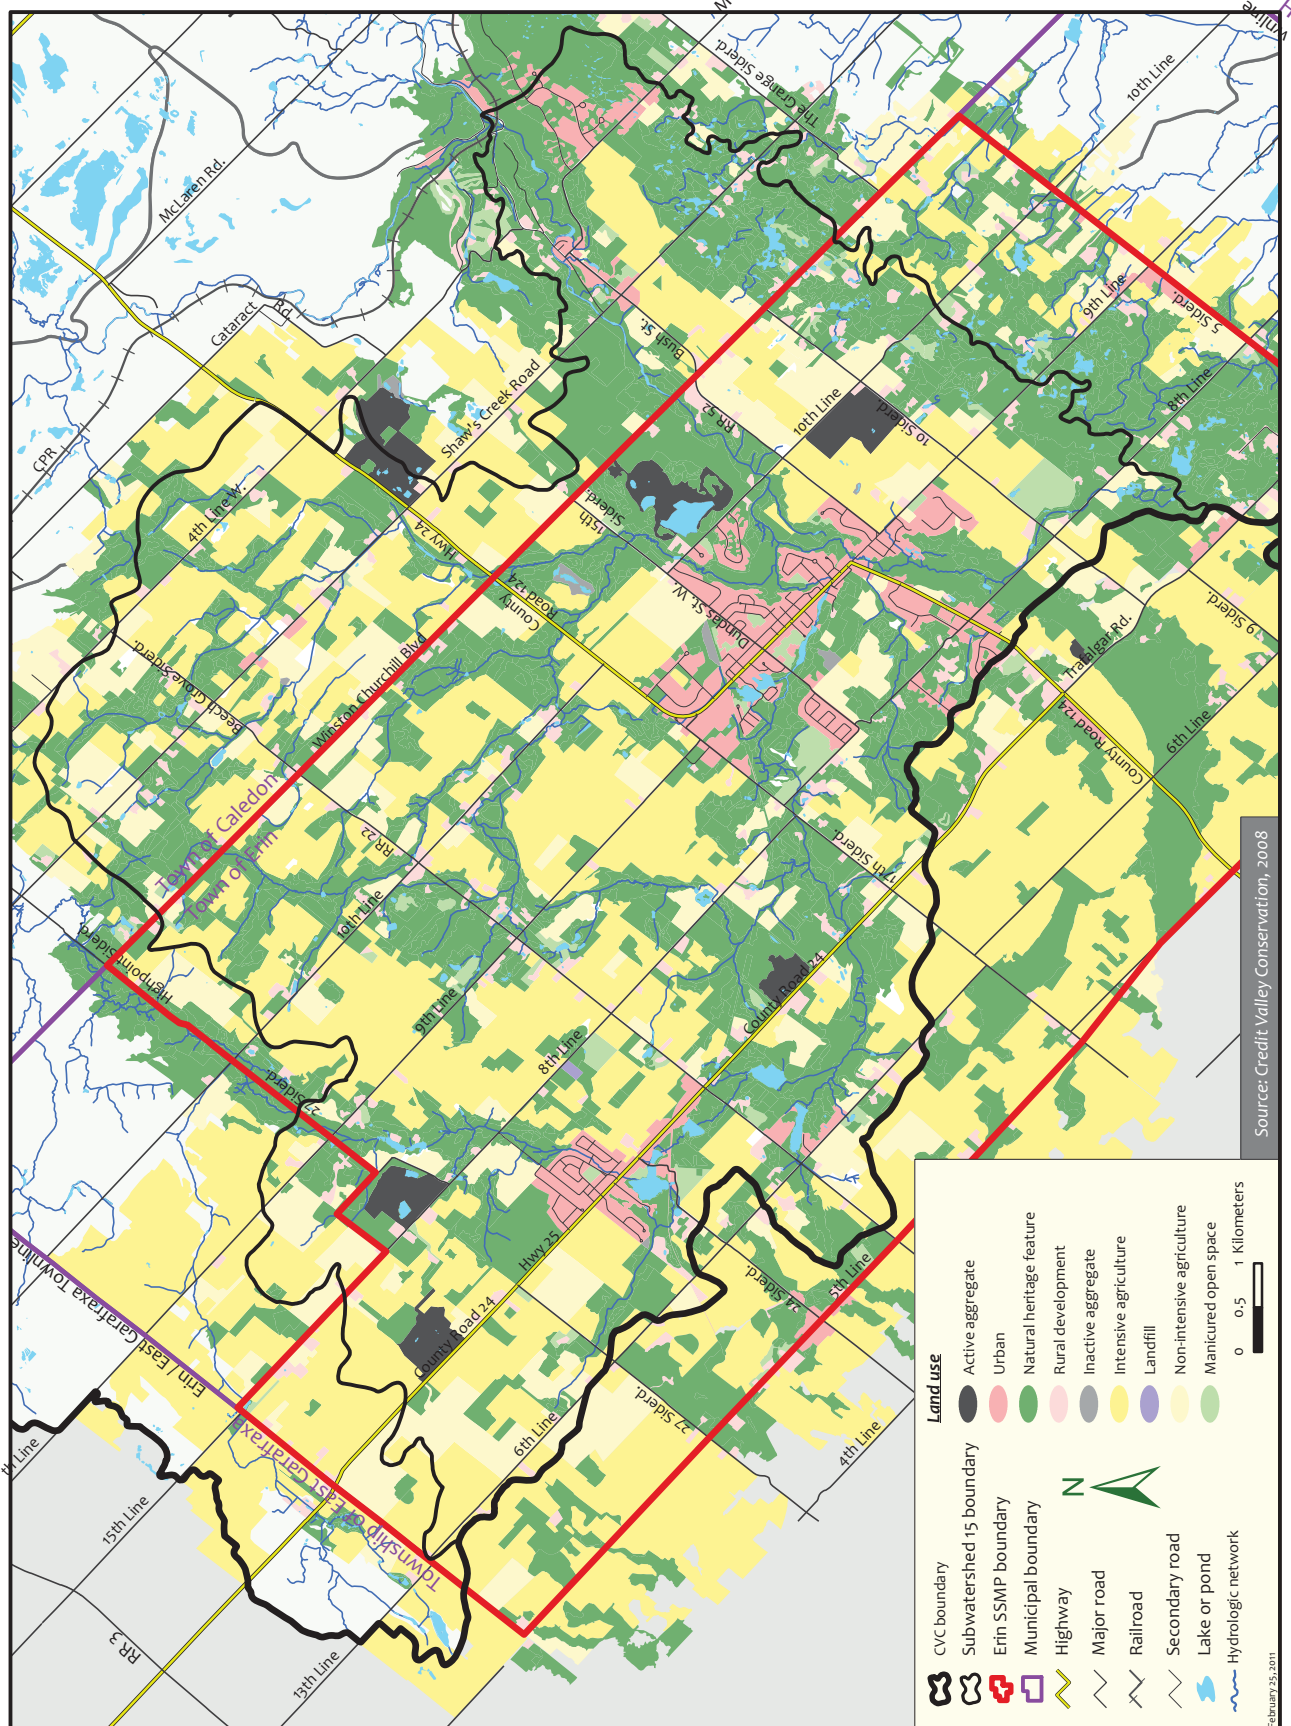 McLaren Rd.
The Grange Siderd.
10th Line
Cataract Rd.
CPR
4th Line W.
Shaw's Creek Road
Bush St.
RR 52
10th Line
10 Siderd.
9th Line
5 Siderd.
8th Line
Hwy 24
15th Siderd.
County Road 124
Dundas St. W.
Beech Grove Siderd.
Winston Churchill Blvd
Town of Caledon
Town of Erin
RR 22
10th Line
9th Line
8th Line
Highpoint Siderd.
27 Siderd.
17th Siderd.
County Road 24
Trafalgar Rd.
County Road 124
6th Line
Hwy 25
County Road 24
24 Siderd.
5th Line
27 Siderd.
6th Line
4th Line
Erin / East Garafraxa Townline
Township of East Garafraxa
th Line
15th Line
RR 3
13th Line
Source: Credit Valley Conservation, 2008
CVC boundary
Subwatershed 15 boundary
Erin SSMP boundary
Municipal boundary
Highway
Major road
Railroad
Secondary road
Lake or pond
Hydrologic network
N
Land use
Active aggregate
Urban
Natural heritage feature
Rural development
Inactive aggregate
Intensive agriculture
Landfill
Non-intensive agriculture
Manicured open space
0 0.5 1 Kilometers
February 25, 2011